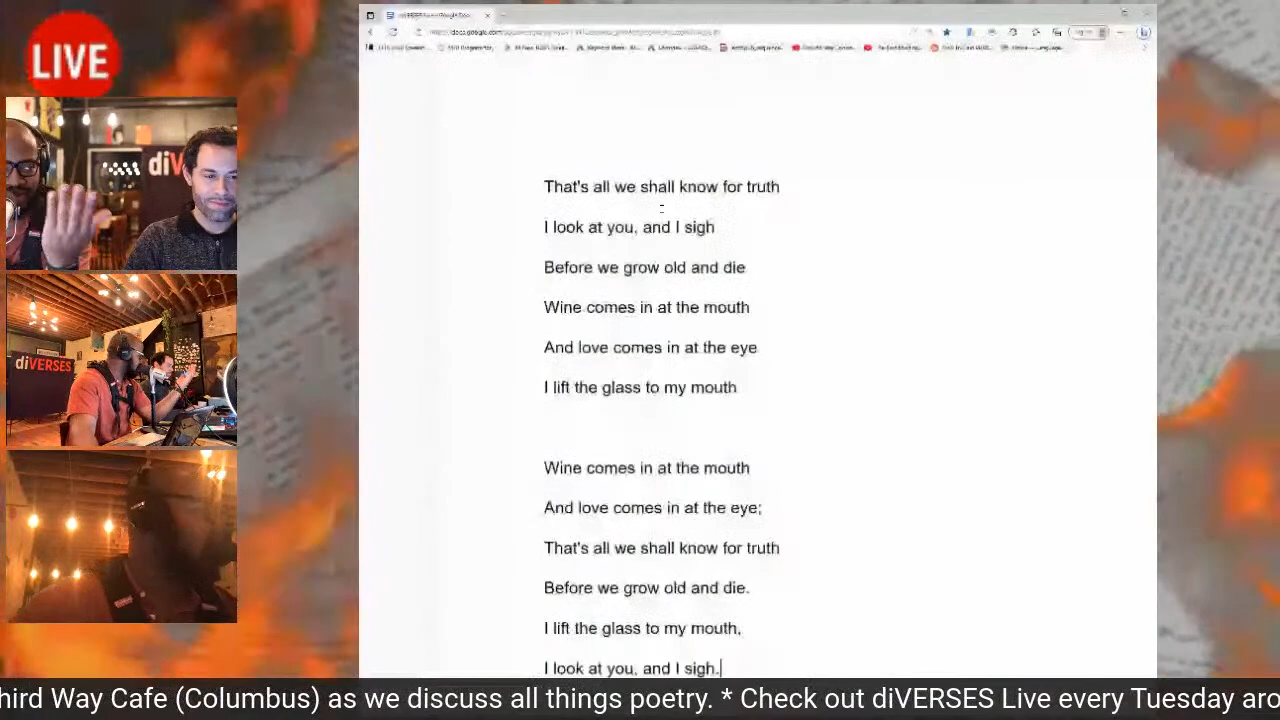 LIVE
diV
diVERSES
docs.google.com
That's all we shall know for truth
I look at you, and I sigh
Before we grow old and die
Wine comes in at the mouth
And love comes in at the eye
I lift the glass to my mouth
Wine comes in at the mouth
And love comes in at the eye;
That's all we shall know for truth
Before we grow old and die.
I lift the glass to my mouth,
I look at you, and I sigh.
hird Way Cafe (Columbus) as we discuss all things poetry. * Check out diVERSES Live every Tuesday aro